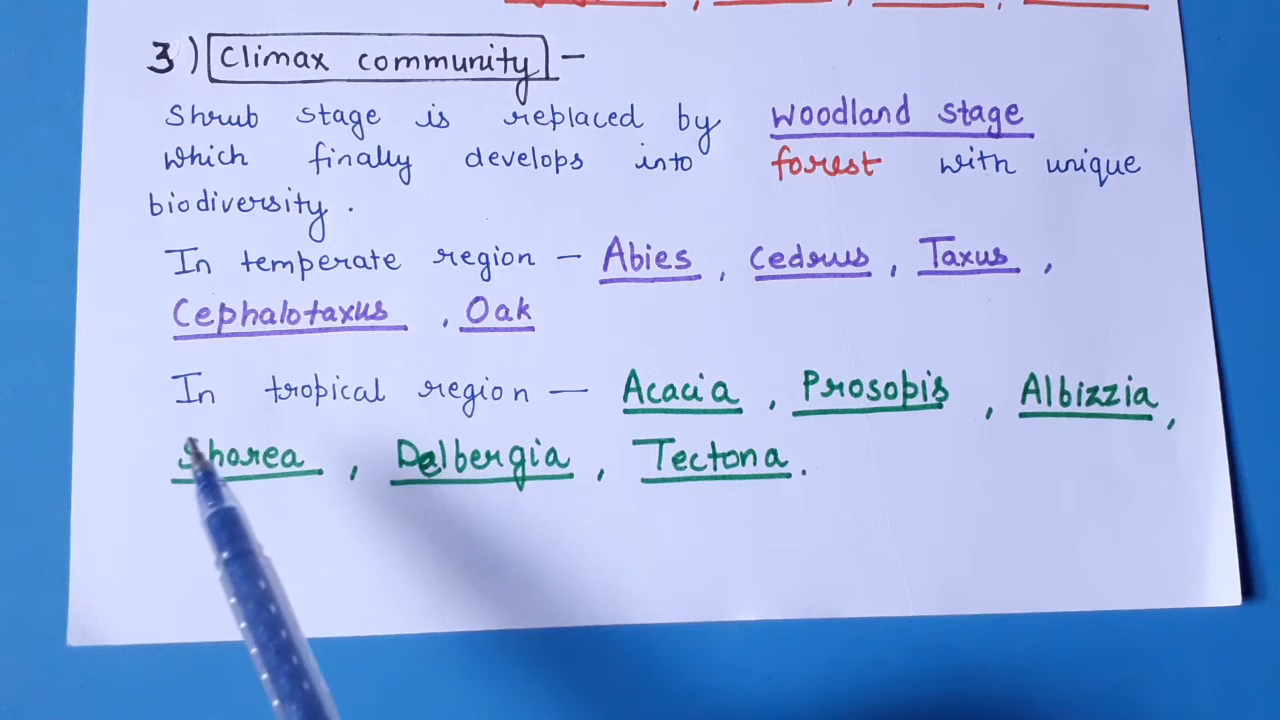 3) Climax community -
Shrub stage is replaced by woodland stage
which finally develops into forest with unique
biodiversity.
In temperate region - Abies, Cedrus, Taxus,
Cephalotaxus, Oak
In tropical region - Acacia, Prosopis, Albizzia,
Shorea, Delbergia, Tectona.